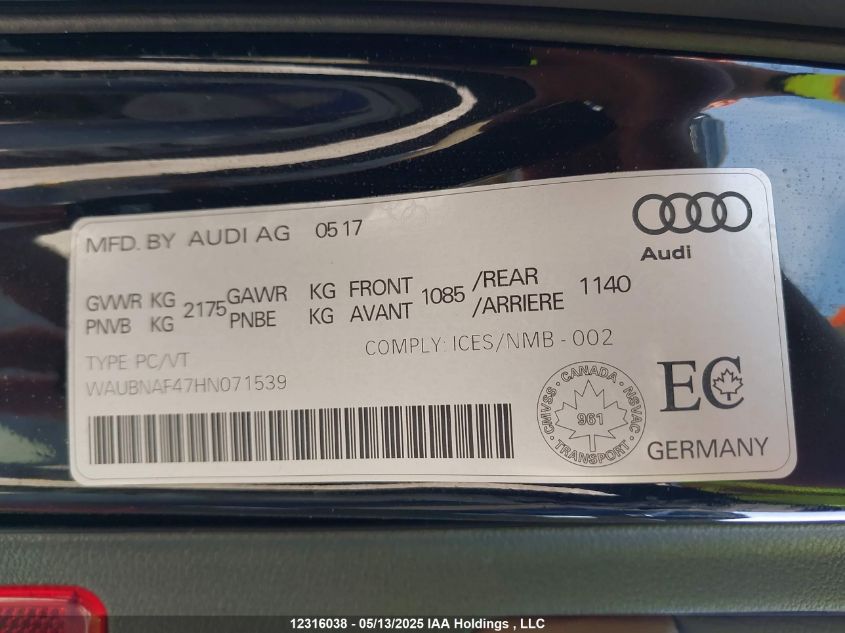 MFD. BY AUDI AG 05 17
Audi
GVWR KG 2175 GAWR KG FRONT 1085 /REAR 1140
PNVB KG PNBE KG AVANT /ARRIERE
COMPLY: ICES/NMB - 002
TYPE: PC/VT
WAUBNAF47HN071539
CANADA
CMVSS NSVAC
961
TRANSPORT
EC
GERMANY
12316038 - 05/13/2025 IAA Holdings , LLC